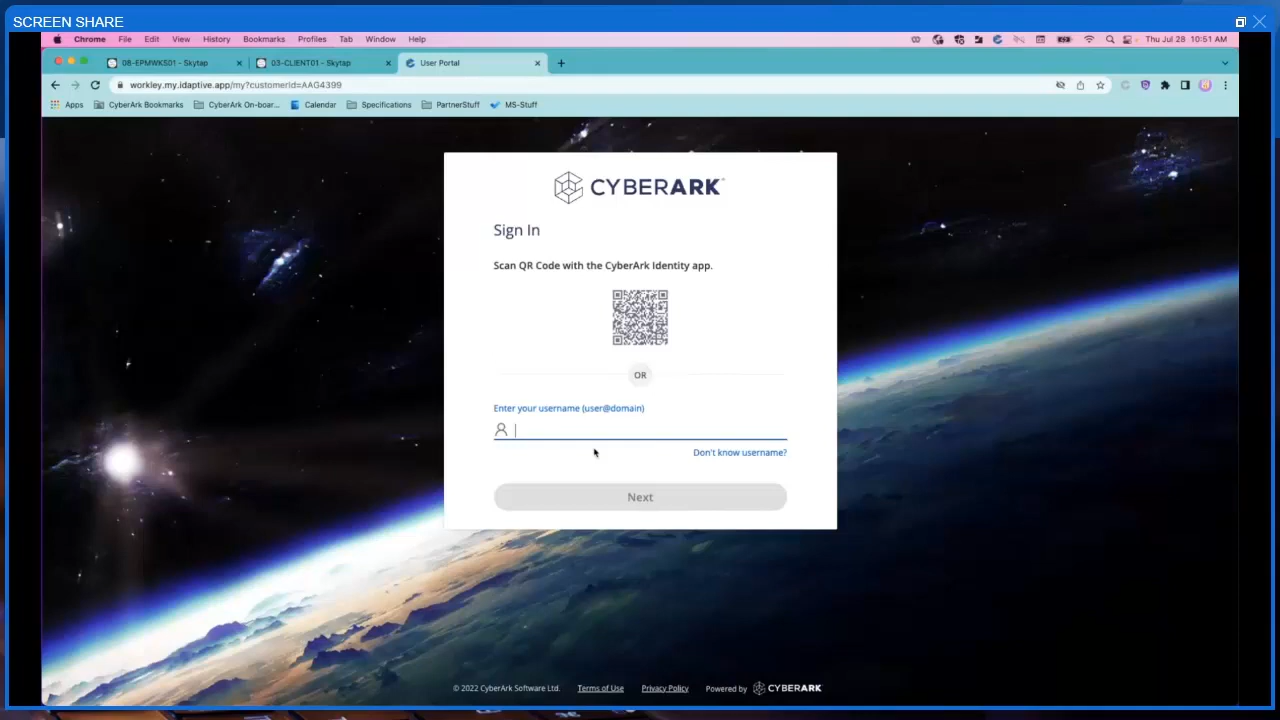 SCREEN SHARE
Chrome File Edit View History Bookmarks Profiles Tab Window Help Thu Jul 28 10:51 AM
08-EPMWKS01 - Skytap 03-CLIENT01 - Skytap User Portal
workley.my.idaptive.app/my?customerId=AAG4399
Apps CyberArk Bookmarks CyberArk On-boar... Calendar Specifications PartnerStuff MS-Stuff
CYBERARK
Sign In
Scan QR Code with the CyberArk Identity app.
OR
Enter your username (user@domain)
Don't know username?
Next
© 2022 CyberArk Software Ltd. Terms of Use Privacy Policy Powered by CYBERARK